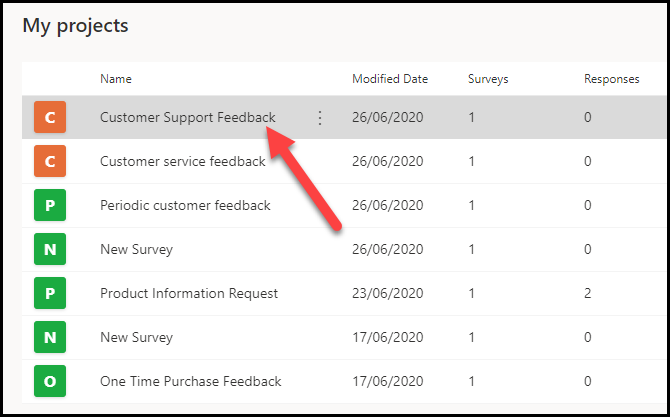 My projects
Name Modified Date Surveys Responses
C Customer Support Feedback 26/06/2020 1 0
C Customer service feedback 26/06/2020 1 0
P Periodic customer feedback 26/06/2020 1 0
N New Survey 26/06/2020 1 0
P Product Information Request 23/06/2020 1 2
N New Survey 17/06/2020 1 0
O One Time Purchase Feedback 17/06/2020 1 0